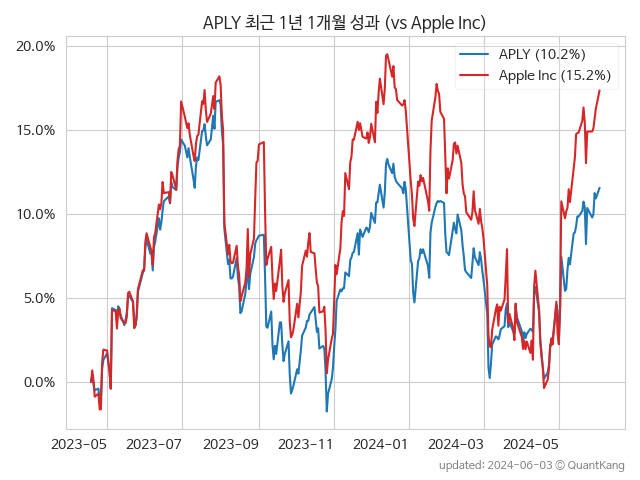 APLY 최근 1년 1개월 성과 (vs Apple Inc)
20.0%
15.0%
10.0%
5.0%
0.0%
APLY (10.2%)
Apple Inc (15.2%)
2023-05 2023-07 2023-09 2023-11 2024-01 2024-03 2024-05
updated: 2024-06-03 © QuantKang